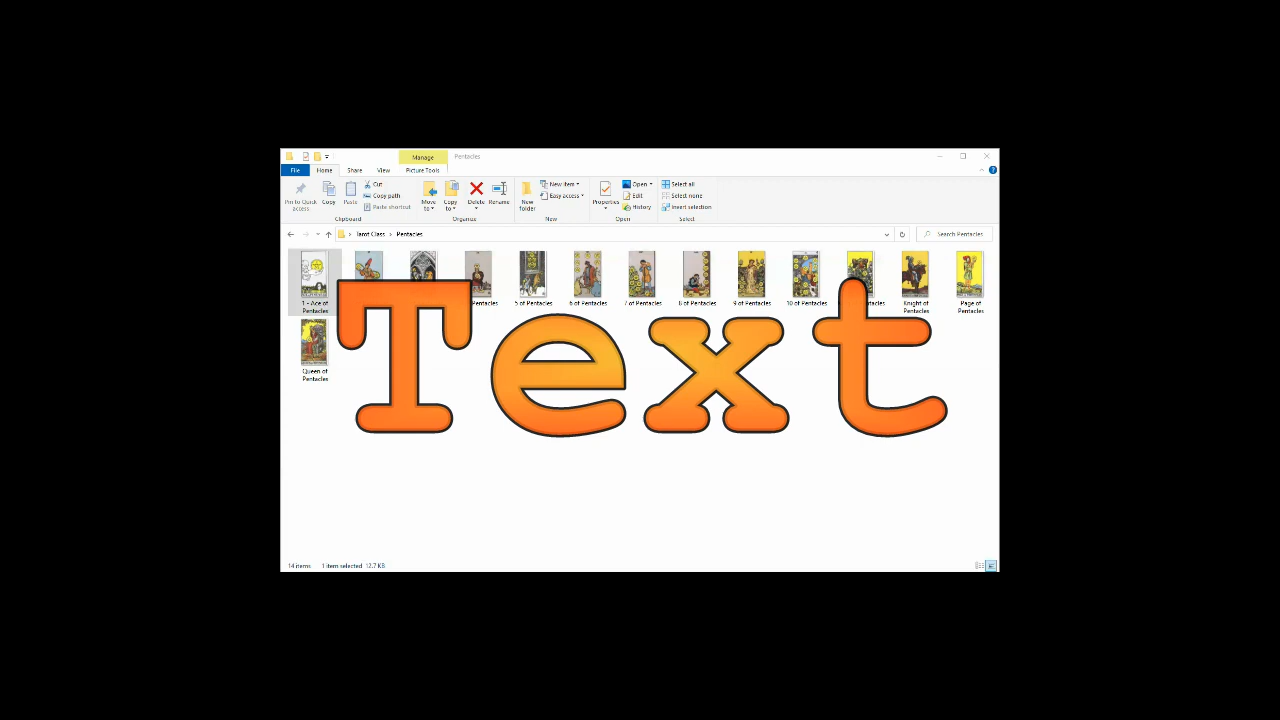 Manage
Pentacles
File
Home
Share
View
Picture Tools
Pin to Quick access
Copy
Paste
Cut
Copy path
Paste shortcut
Clipboard
Move to
Copy to
Delete
Rename
Organize
New folder
New item
Easy access
New
Properties
Open
Edit
History
Open
Select all
Select none
Invert selection
Select
Tarot Class > Pentacles
Search Pentacles
1 - Ace of Pentacles
Pentacles
5 of Pentacles
6 of Pentacles
7 of Pentacles
8 of Pentacles
9 of Pentacles
10 of Pentacles
Knight of Pentacles
Page of Pentacles
Queen of Pentacles
Text
14 items
1 item selected 12.7 KB